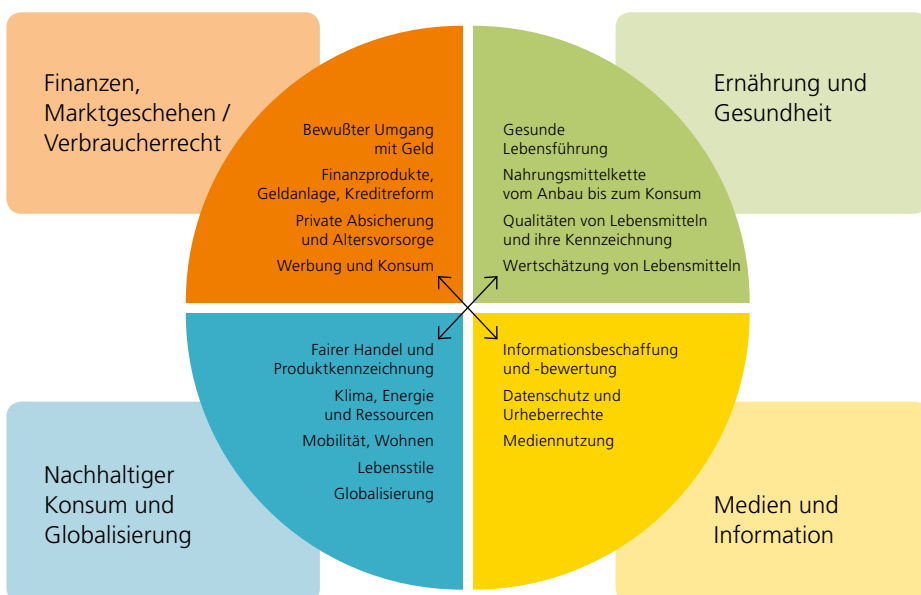 Finanzen,
Marktgeschehen /
Verbraucherrecht
Bewußter Umgang
mit Geld
Finanzprodukte,
Geldanlage, Kreditreform
Private Absicherung
und Altersvorsorge
Werbung und Konsum
Ernährung und
Gesundheit
Gesunde
Lebensführung
Nahrungsmittelkette
vom Anbau bis zum Konsum
Qualitäten von Lebensmitteln
und ihre Kennzeichnung
Wertschätzung von Lebensmitteln
Nachhaltiger
Konsum und
Globalisierung
Fairer Handel und
Produktkennzeichnung
Klima, Energie
und Ressourcen
Mobilität, Wohnen
Lebensstile
Globalisierung
Medien und
Information
Informationsbeschaffung
und -bewertung
Datenschutz und
Urheberrechte
Mediennutzung